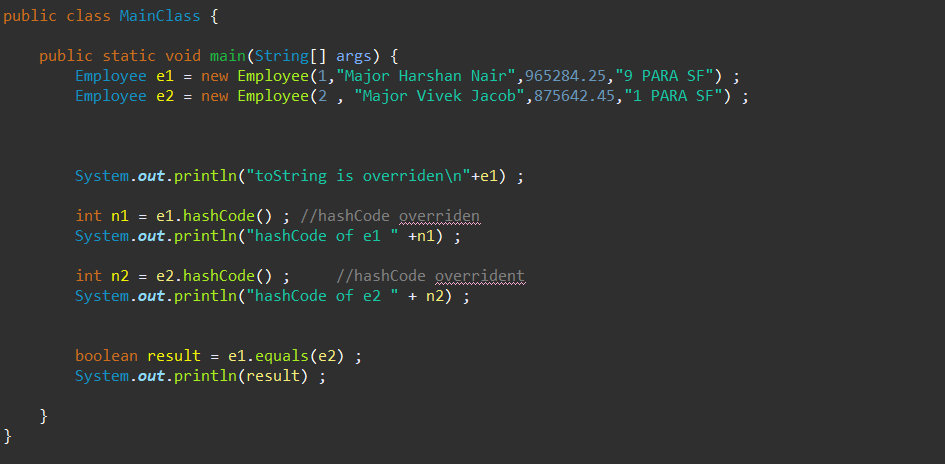 public class MainClass {
public static void main(String[] args) {
Employee e1 = new Employee(1,"Major Harshan Nair",965284.25,"9 PARA SF") ;
Employee e2 = new Employee(2 , "Major Vivek Jacob",875642.45,"1 PARA SF") ;
System.out.println("toString is overriden\n"+e1) ;
int n1 = e1.hashCode() ; //hashCode overriden
System.out.println("hashCode of e1 " +n1) ;
int n2 = e2.hashCode() ;     //hashCode overrident
System.out.println("hashCode of e2 " + n2) ;
boolean result = e1.equals(e2) ;
System.out.println(result) ;
}
}